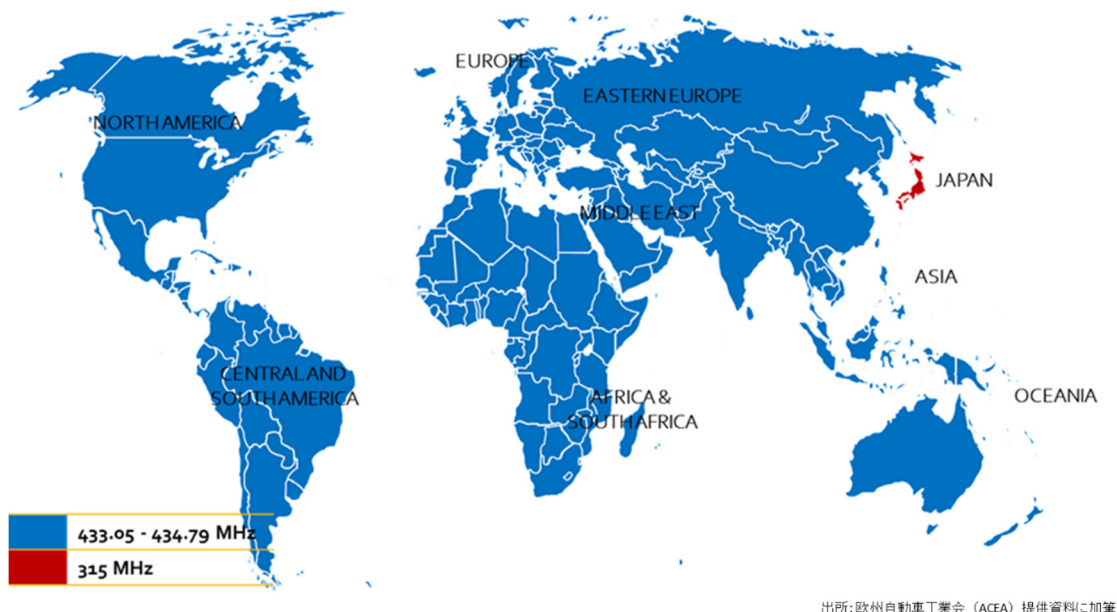 EUROPE
EASTERN EUROPE
NORTH AMERICA
JAPAN
MIDDLE EAST
ASIA
CENTRAL AND
SOUTH AMERICA
AFRICA &
SOUTH AFRICA
OCEANIA
433.05 - 434.79 MHz
315 MHz
出所:欧州自動車工業会（ACEA）提供資料に加筆